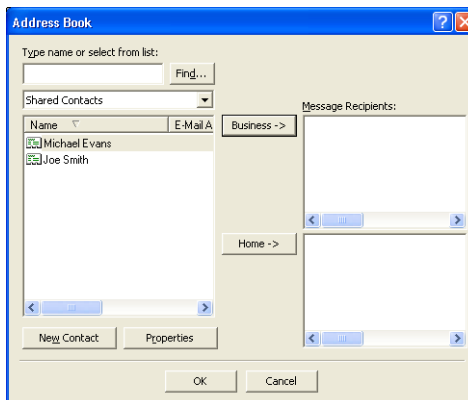 Address Book
Type name or select from list:
Find...
Shared Contacts
Name
E-Mail A
Michael Evans
Joe Smith
Business ->
Message Recipients:
Home ->
New Contact
Properties
OK
Cancel